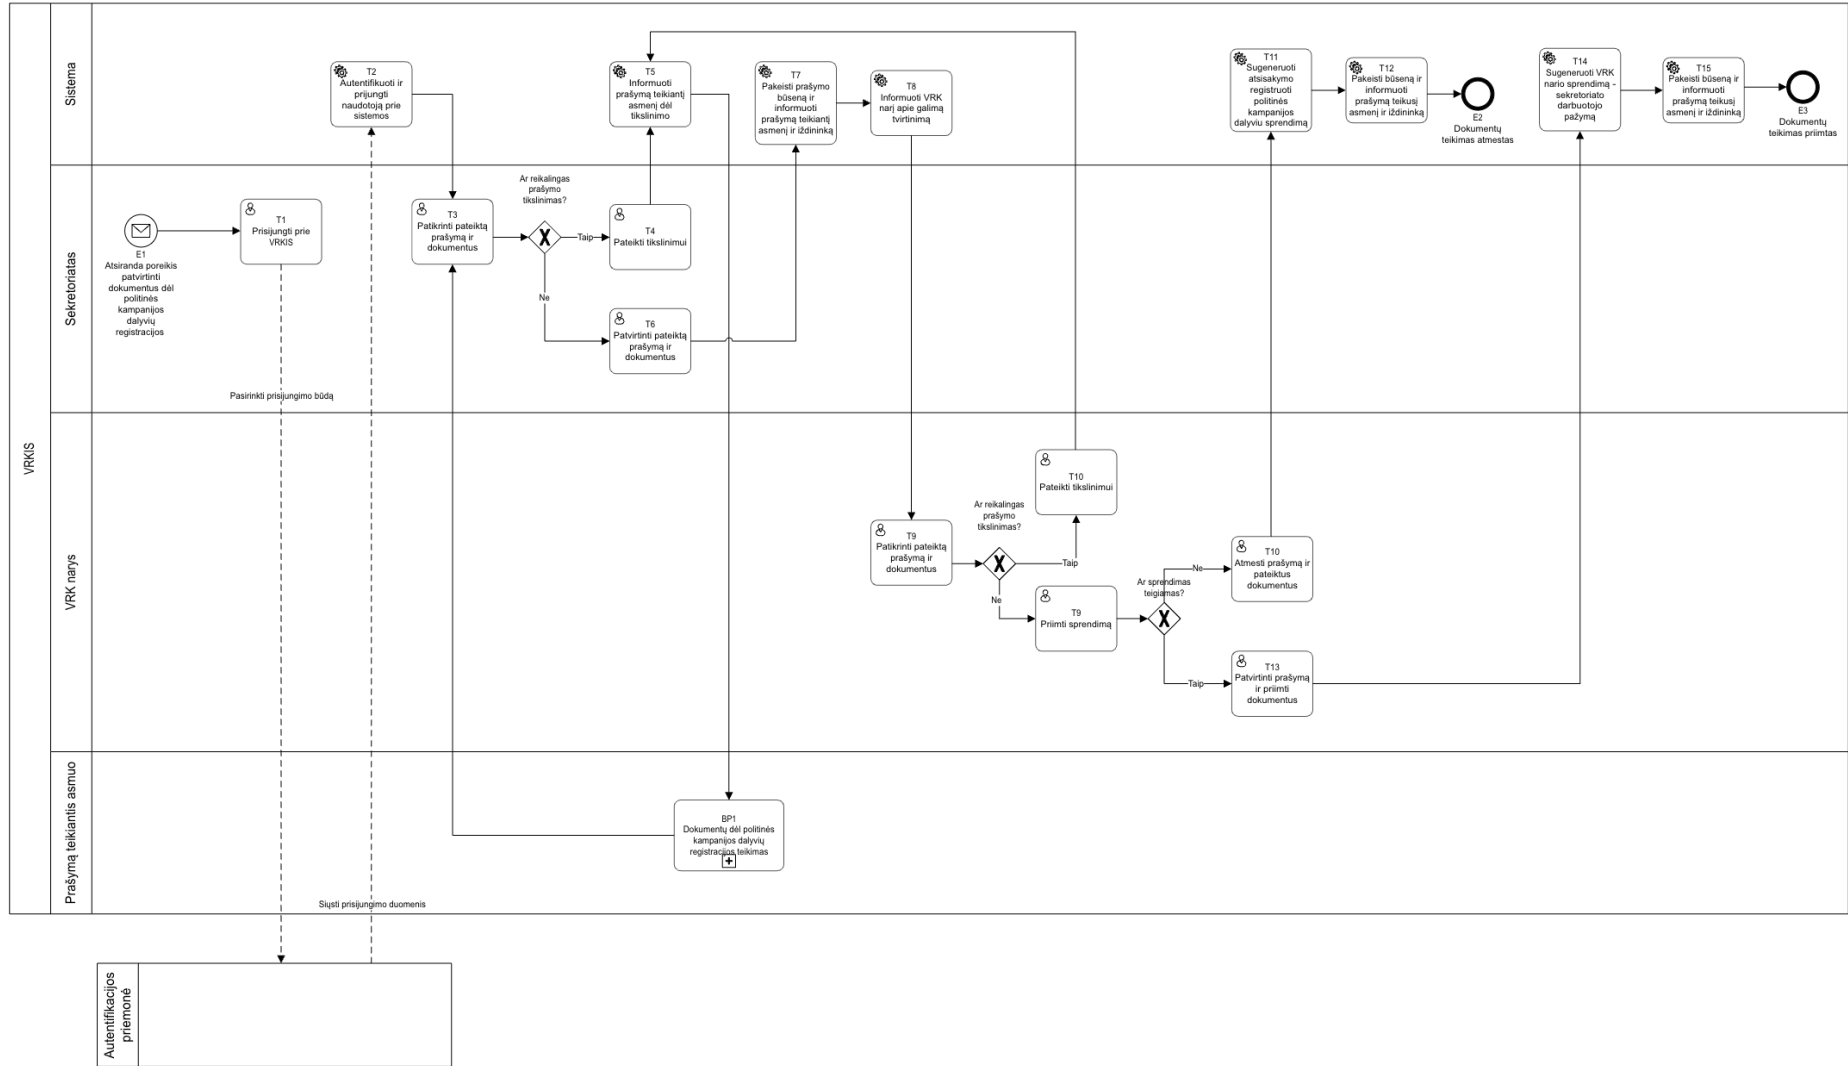 VRKIS
Sistema
T2
Autentifikuoti ir
prijungti
naudotoją prie
sistemos
T5
Informuoti
prašymą teikiantį
asmenį dėl
tikslinimo
T7
Pakeisti prašymo
būseną ir
informuoti
prašymą teikiantį
asmenį ir iždininką
T8
Informuoti VRK
narį apie galimą
tvirtinimą
T11
Sugeneruoti
atsisakymo
registruoti
politinės
kampanijos
dalyviu sprendimą
T12
Pakeisti būseną ir
informuoti
prašymą teikusį
asmenį ir iždininką
E2
Dokumentų
teikimas atmestas
T14
Sugeneruoti VRK
nario sprendimą -
sekretoriato
darbuotojo
pažymą
T15
Pakeisti būseną ir
informuoti
prašymą teikusį
asmenį ir iždininką
E3
Dokumentų
teikimas priimtas
Sekretoriatas
E1
Atsiranda poreikis
patvirtinti
dokumentus dėl
politinės
kampanijos
dalyvių
registracijos
T1
Prisijungti prie
VRKIS
Pasirinkti prisijungimo būdą
T3
Patikrinti pateiktą
prašymą ir
dokumentus
Ar reikalingas
prašymo
tikslinimas?
Taip
Ne
T4
Pateikti tikslinimui
T6
Patvirtinti pateiktą
prašymą ir
dokumentus
VRK narys
T9
Patikrinti pateiktą
prašymą ir
dokumentus
Ar reikalingas
prašymo
tikslinimas?
Taip
Ne
T10
Pateikti tikslinimui
T9
Priimti sprendimą
Ar sprendimas
teigiamas?
Ne
Taip
T10
Atmesti prašymą ir
pateiktus
dokumentus
T13
Patvirtinti prašymą
ir priimti
dokumentus
Prašymą teikiantis asmuo
BP1
Dokumentų dėl politinės
kampanijos dalyvių
registracijos teikimas
Siųsti prisijungimo duomenis
Autentifikacijos
priemonė